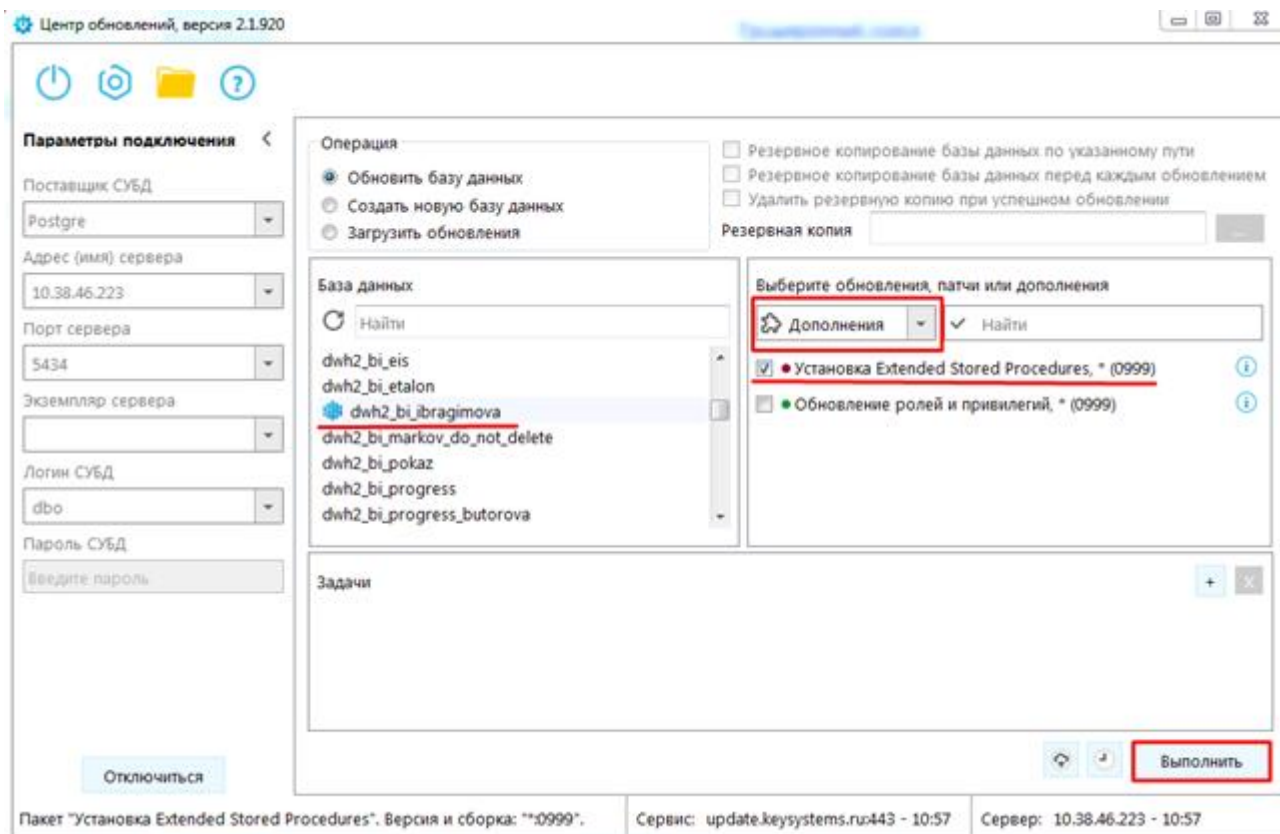 Центр обновлений, версия 2.1.920
Параметры подключения
Поставщик СУБД
Postgre
Адрес (имя) сервера
10.38.46.223
Порт сервера
5434
Экземпляр сервера
Логин СУБД
dbo
Пароль СУБД
Введите пароль
Отключиться
Операция
Обновить базу данных
Создать новую базу данных
Загрузить обновления
Резервное копирование базы данных по указанному пути
Резервное копирование базы данных перед каждым обновлением
Удалить резервную копию при успешном обновлении
Резервная копия
...
База данных
Найти
dwh2_bi_eis
dwh2_bi_etalon
dwh2_bi_ibragimova
dwh2_bi_markov_do_not_delete
dwh2_bi_pokaz
dwh2_bi_progress
dwh2_bi_progress_butorova
Выберите обновления, патчи или дополнения
Дополнения
Найти
Установка Extended Stored Procedures, * (0999)
Обновление ролей и привилегий, * (0999)
Задачи
+ X
Выполнить
Пакет "Установка Extended Stored Procedures". Версия и сборка: "*:0999".
Сервис: update.keysystems.ru:443 - 10:57
Сервер: 10.38.46.223 - 10:57